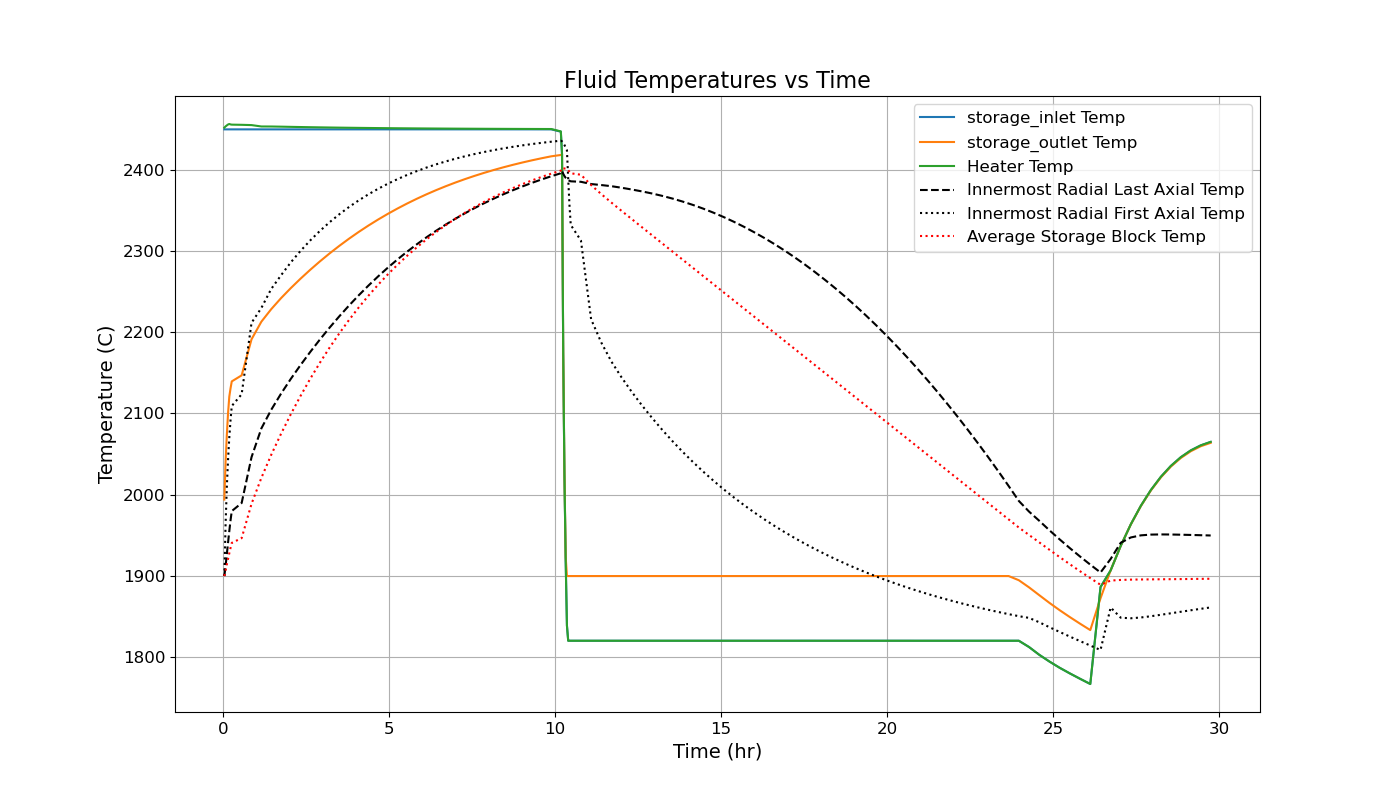 Fluid Temperatures vs Time
storage_inlet Temp
storage_outlet Temp
Heater Temp
Innermost Radial Last Axial Temp
Innermost Radial First Axial Temp
Average Storage Block Temp
Temperature (C)
2400
2300
2200
2100
2000
1900
1800
0 5 10 15 20 25 30
Time (hr)